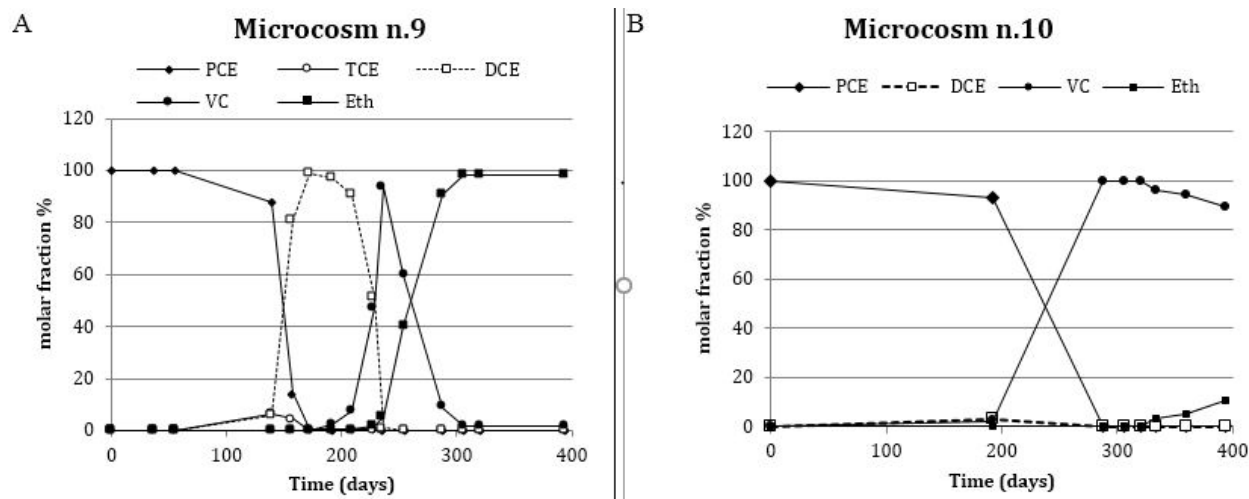 A
Microcosm n.9
PCE TCE DCE
VC Eth
120
100
80
60
40
20
0
molar fraction %
0 100 200 300 400
Time (days)
B
Microcosm n.10
PCE DCE VC Eth
120
100
80
60
40
20
0
molar fraction %
0 100 200 300 400
Time (days)